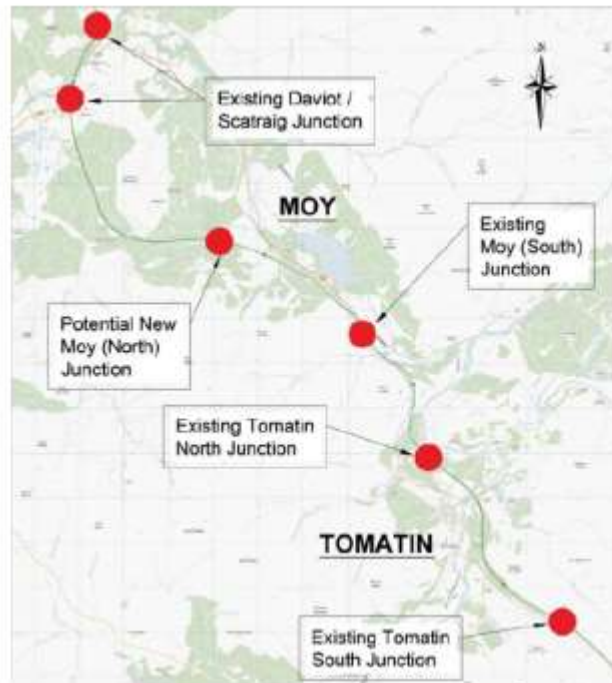 Existing Daviot /
Scatraig Junction
MOY
Existing
Moy (South)
Junction
Potential New
Moy (North)
Junction
Existing Tomatin
North Junction
TOMATIN
Existing Tomatin
South Junction